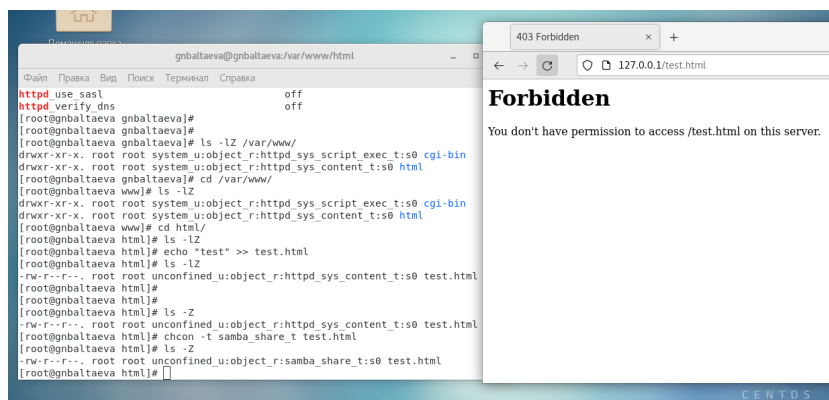 Домашняя папка
gnbaltaeva@gnbaltaeva:/var/www/html
Файл Правка Вид Поиск Терминал Справка
httpd_use_sasl off
httpd_verify_dns off
[root@gnbaltaeva gnbaltaeva]#
[root@gnbaltaeva gnbaltaeva]#
[root@gnbaltaeva gnbaltaeva]# ls -lZ /var/www/
drwxr-xr-x. root root system_u:object_r:httpd_sys_script_exec_t:s0 cgi-bin
drwxr-xr-x. root root system_u:object_r:httpd_sys_content_t:s0 html
[root@gnbaltaeva gnbaltaeva]# cd /var/www/
[root@gnbaltaeva www]# ls -lZ
drwxr-xr-x. root root system_u:object_r:httpd_sys_script_exec_t:s0 cgi-bin
drwxr-xr-x. root root system_u:object_r:httpd_sys_content_t:s0 html
[root@gnbaltaeva www]# cd html/
[root@gnbaltaeva html]# ls -lZ
[root@gnbaltaeva html]# echo "test" >> test.html
[root@gnbaltaeva html]# ls -lZ
-rw-r--r--. root root unconfined_u:object_r:httpd_sys_content_t:s0 test.html
[root@gnbaltaeva html]#
[root@gnbaltaeva html]#
[root@gnbaltaeva html]# ls -Z
-rw-r--r--. root root unconfined_u:object_r:httpd_sys_content_t:s0 test.html
[root@gnbaltaeva html]# chcon -t samba_share_t test.html
[root@gnbaltaeva html]# ls -Z
-rw-r--r--. root root unconfined_u:object_r:samba_share_t:s0 test.html
[root@gnbaltaeva html]#
403 Forbidden
127.0.0.1/test.html
Forbidden
You don't have permission to access /test.html on this server.
CENTOS